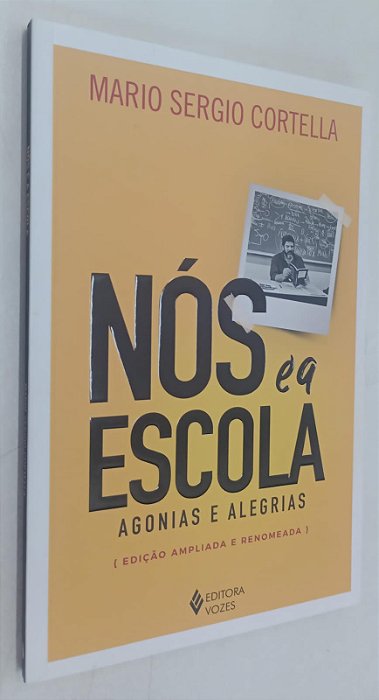 MARIO SERGIO CORTELLA
NÓS e a
ESCOLA
AGONIAS E ALEGRIAS
[ EDIÇÃO AMPLIADA E RENOMEADA ]
EDITORA
VOZES